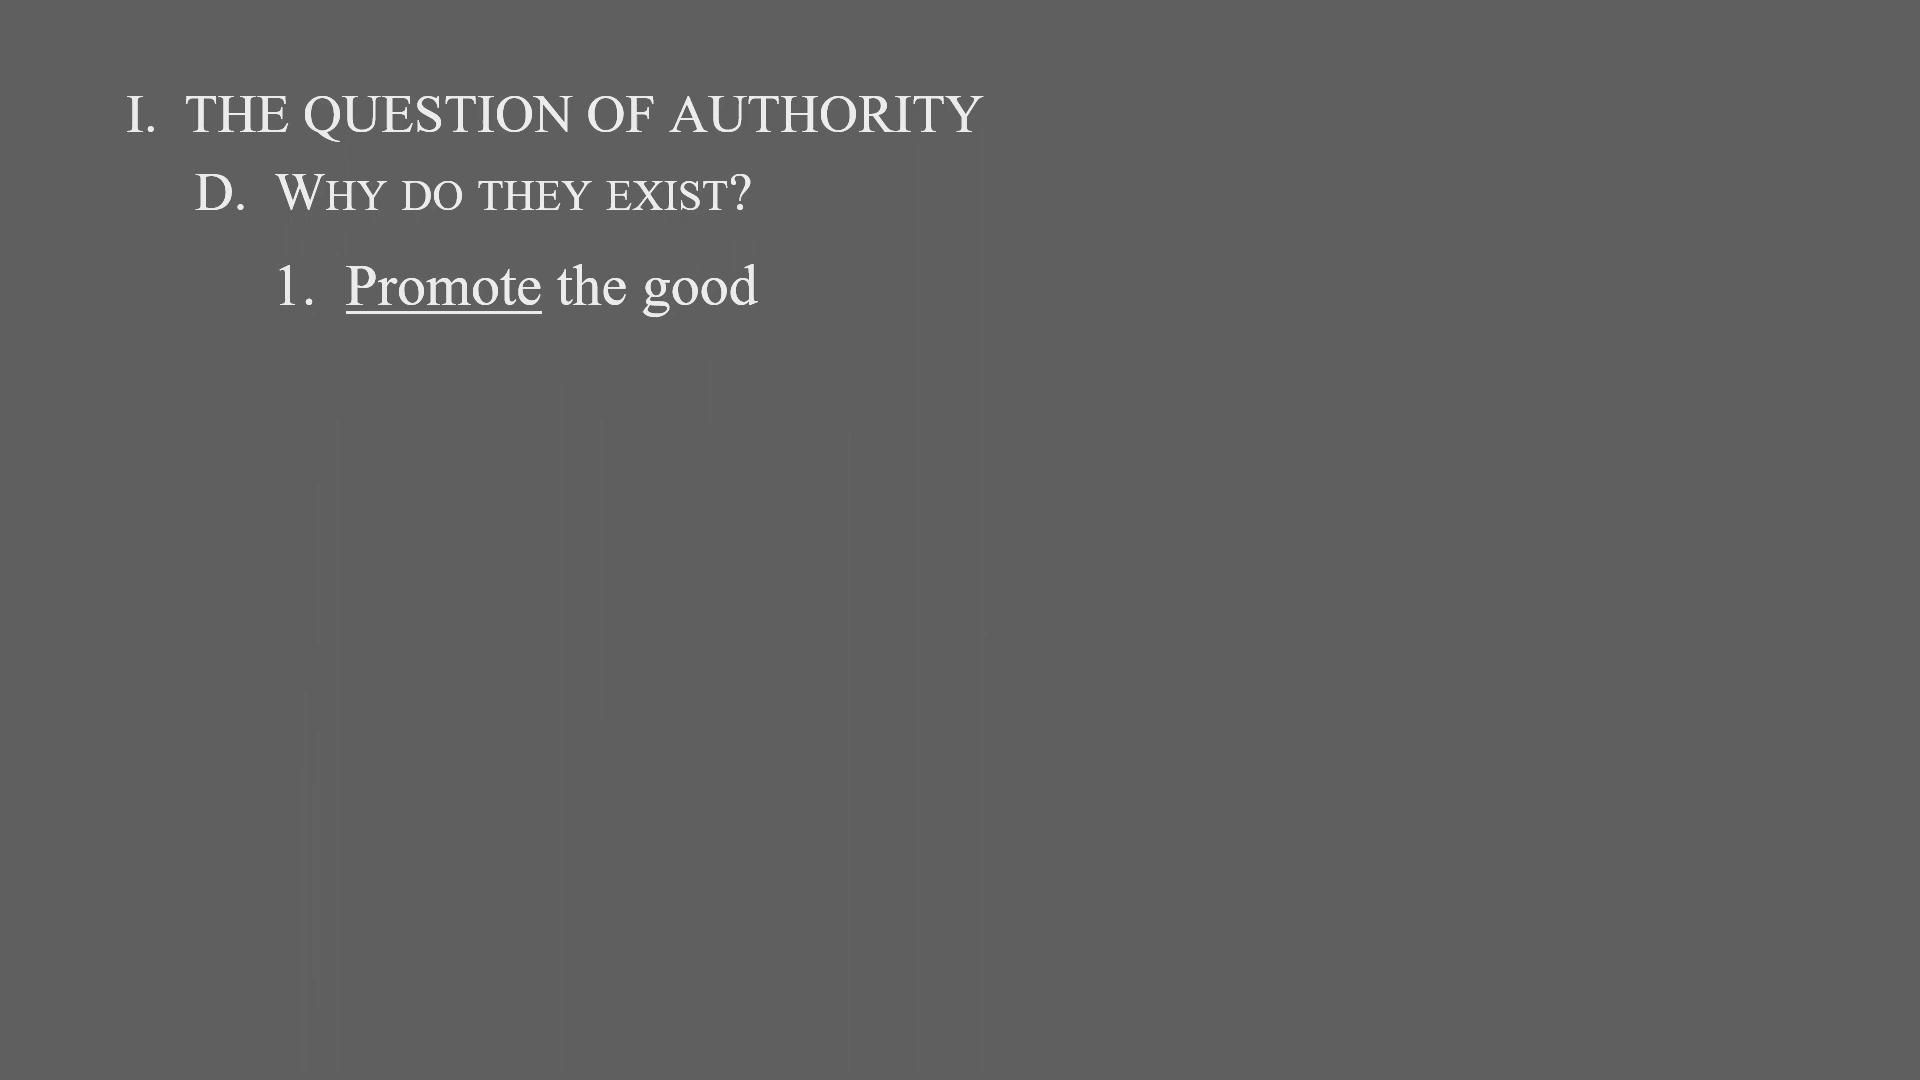 I. THE QUESTION OF AUTHORITY
D. WHY DO THEY EXIST?
1. Promote the good